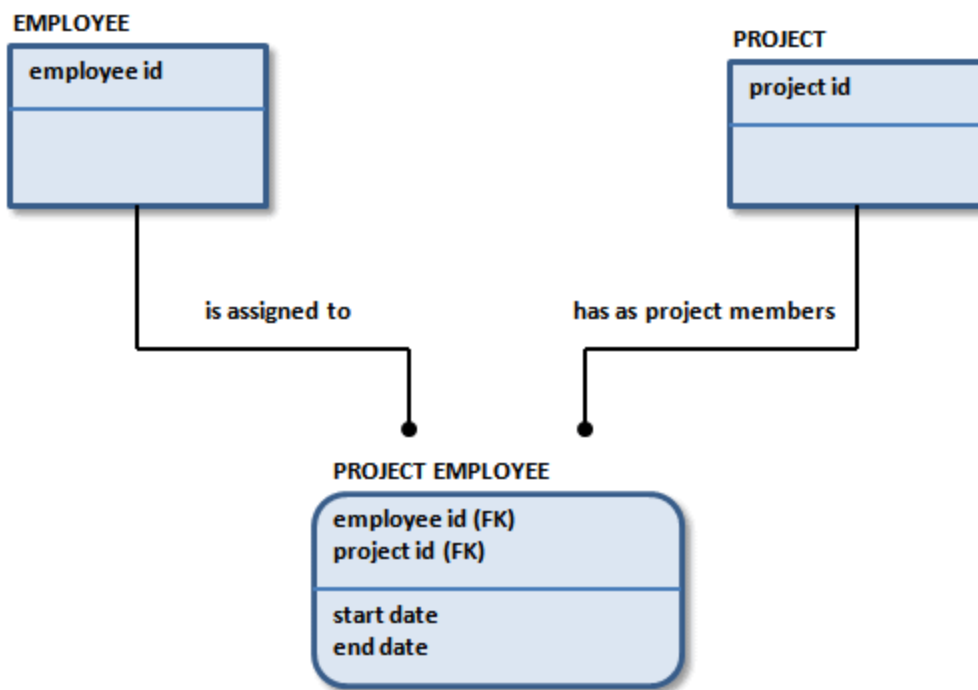 EMPLOYEE
employee id
PROJECT
project id
is assigned to
has as project members
PROJECT EMPLOYEE
employee id (FK)
project id (FK)
start date
end date